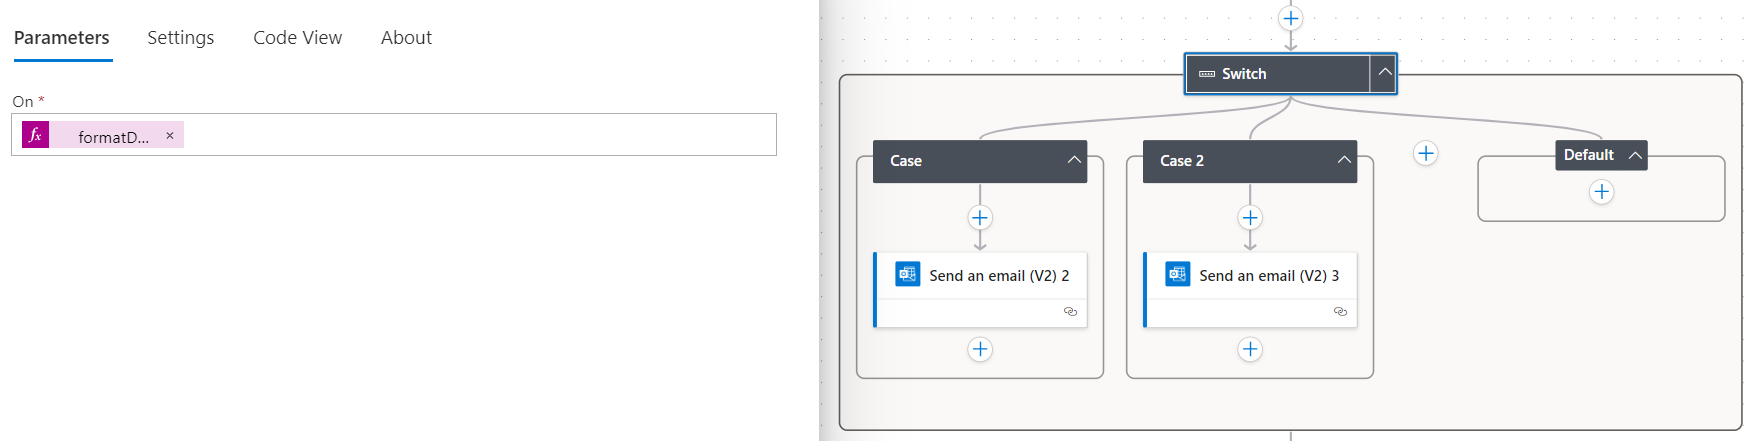 Parameters Settings Code View About
On *
fx formatD... ×
Switch
Case
Case 2
Default
Send an email (V2) 2
Send an email (V2) 3